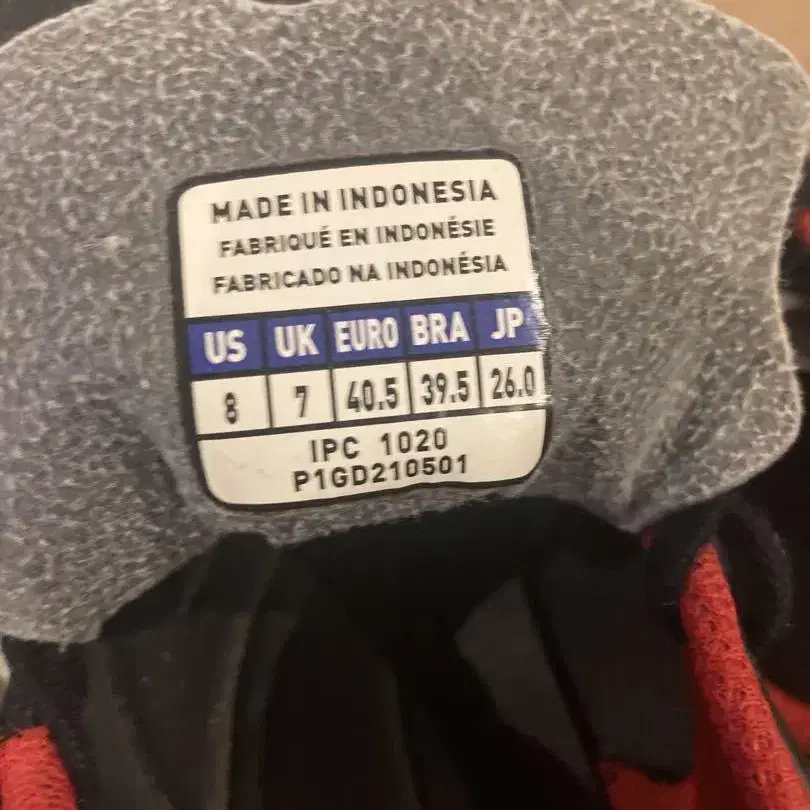 MADE IN INDONESIA
FABRIQUÉ EN INDONÉSIE
FABRICADO NA INDONÉSIA
US UK EURO BRA JP
8 7 40.5 39.5 26.0
IPC 1020
P1GD210501